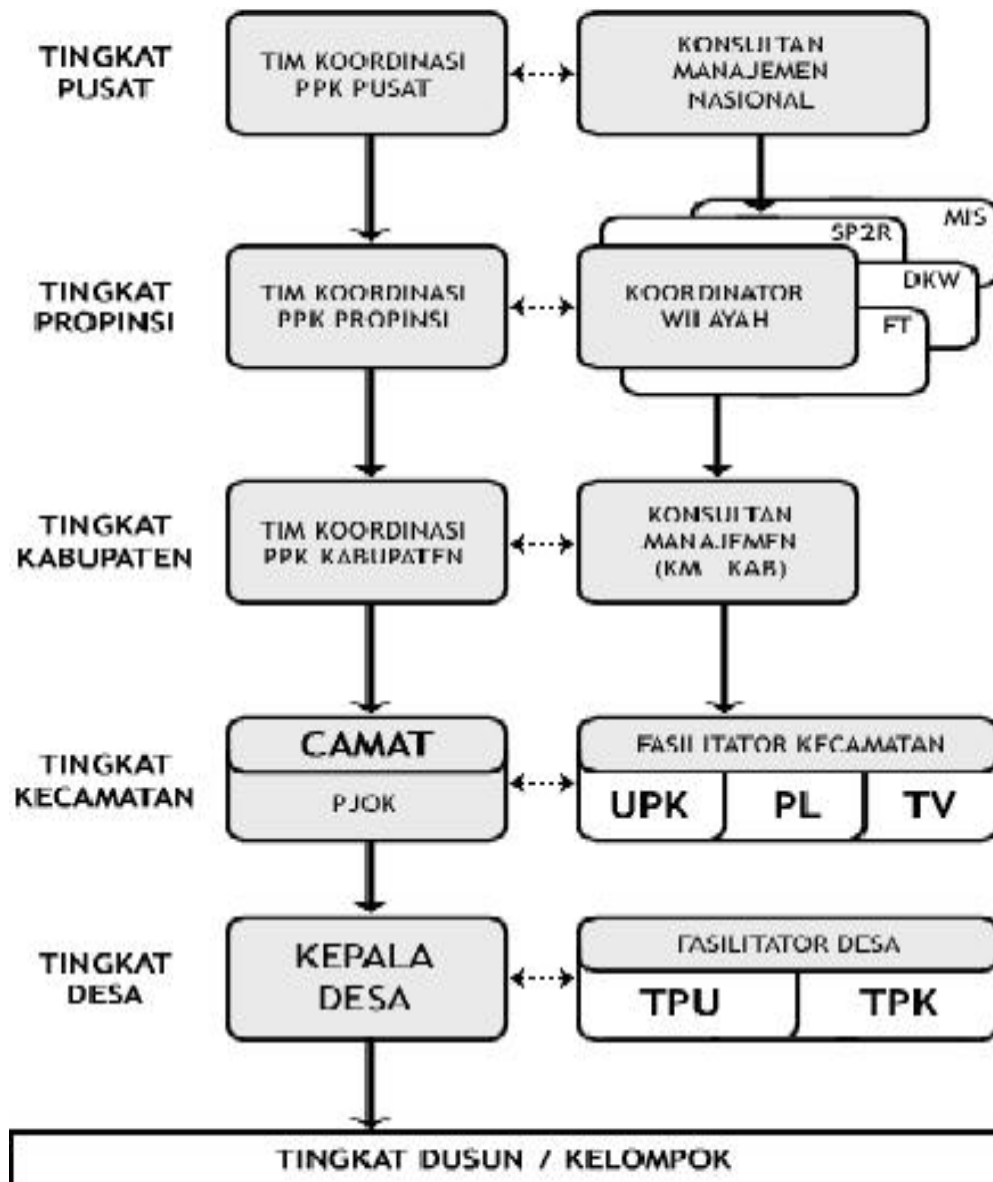 TINGKAT
PUSAT
TIM KOORDINASI
PPK PUSAT
KONSULTAN
MANAJEMEN
NASIONAL
MIS
SP2R
DKW
FT
TINGKAT
PROPINSI
TIM KOORDINASI
PPK PROPINSI
KOORDINATOR
WILAYAH
TINGKAT
KABUPATEN
TIM KOORDINASI
PPK KABUPATEN
KONSULTAN
MANAJEMEN
(KM KAB)
TINGKAT
KECAMATAN
CAMAT
PJOK
FASILITATOR KECAMATAN
UPK PL TV
TINGKAT
DESA
KEPALA
DESA
FASILITATOR DESA
TPU TPK
TINGKAT DUSUN / KELOMPOK